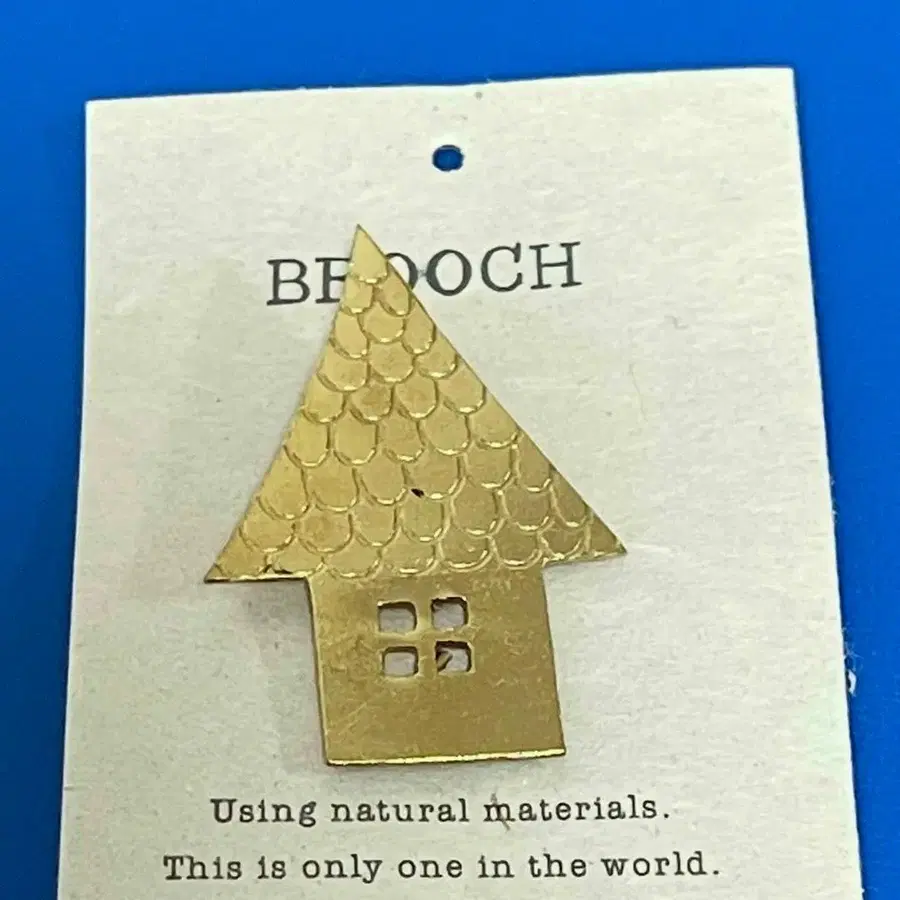 BROOCH
Using natural materials.
This is only one in the world.